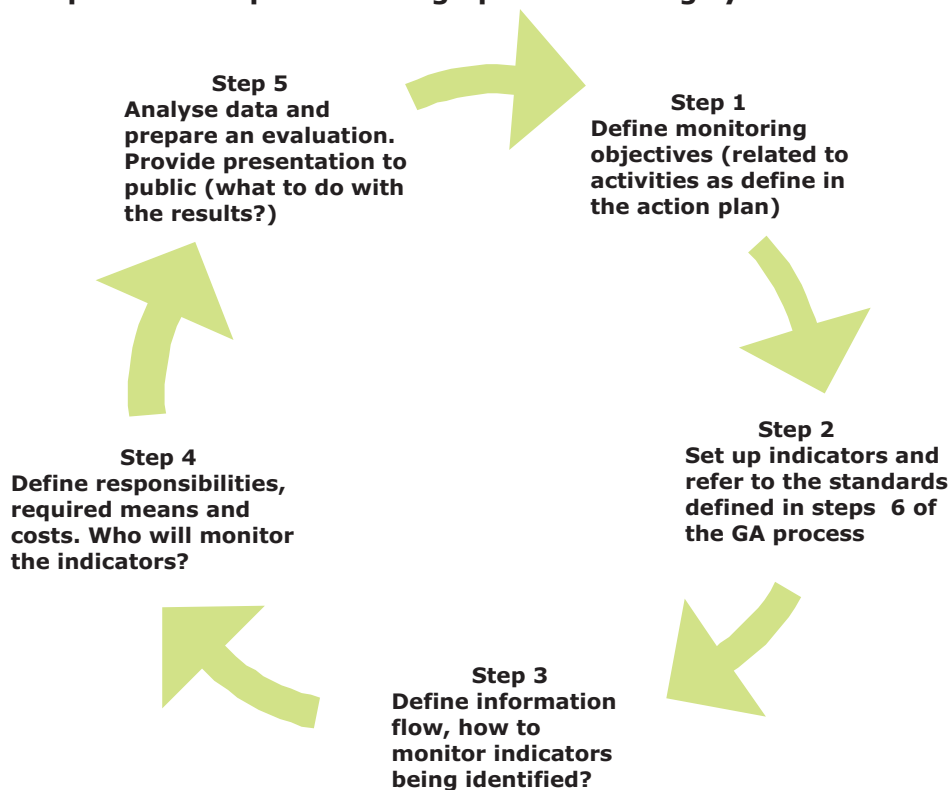 Step 5
Analyse data and
prepare an evaluation.
Provide presentation to
public (what to do with
the results?)
Step 1
Define monitoring
objectives (related to
activities as define in
the action plan)
Step 2
Set up indicators and
refer to the standards
defined in steps 6 of
the GA process
Step 3
Define information
flow, how to
monitor indicators
being identified?
Step 4
Define responsibilities,
required means and
costs. Who will monitor
the indicators?